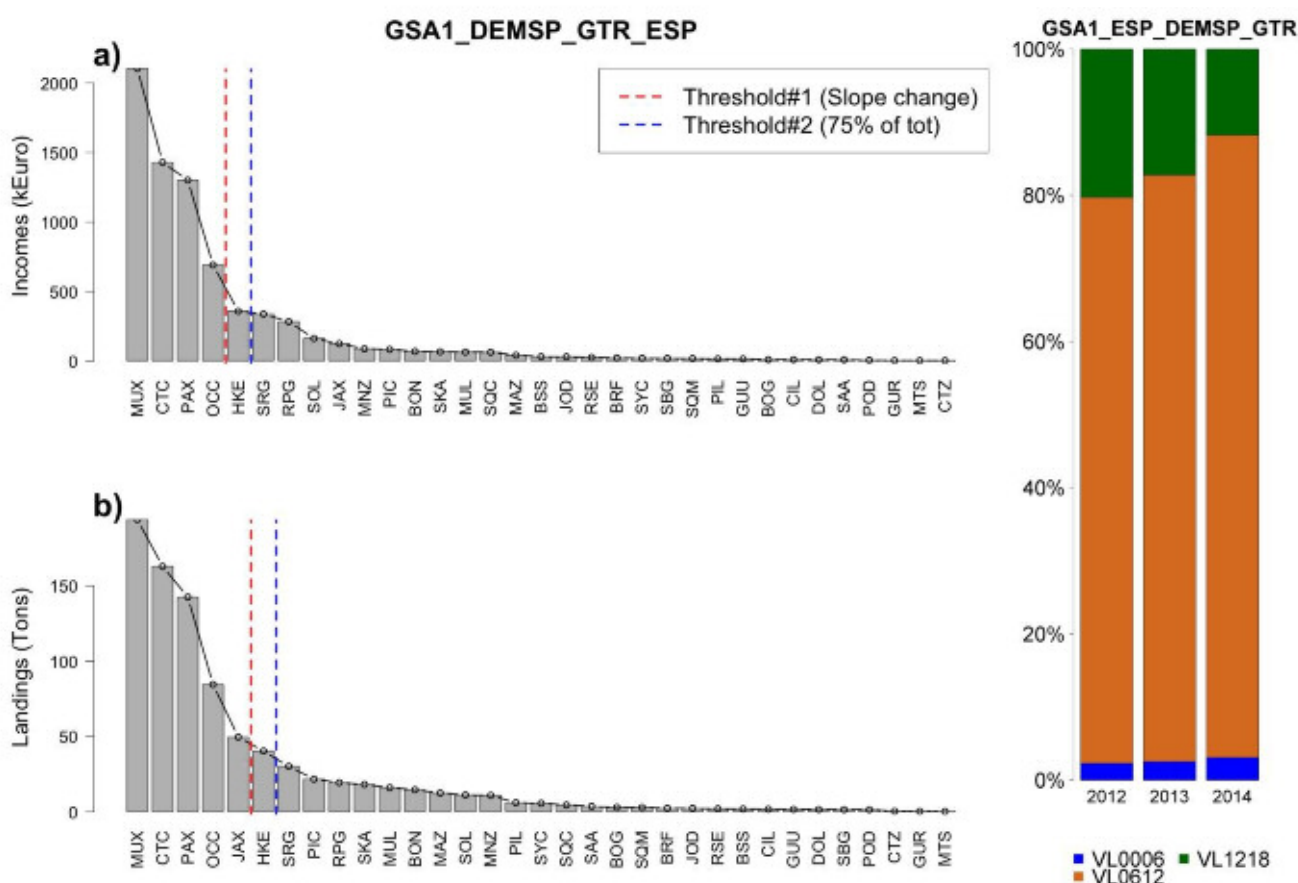 GSA1_DEMSP_GTR_ESP
a)
Incomes (kEuro)
2000
1500
1000
500
0
Threshold#1 (Slope change)
Threshold#2 (75% of tot)
MUX CTC PAX OCC HKE SRG RPG SOL JAX MNZ PIC BON SKA MUL SQC MAZ BSS JOD RSE BRF SYC SBG SQM PIL GUU BOG CIL DOL SAA POD GUR MTS CTZ
b)
Landings (Tons)
150
100
50
0
MUX CTC PAX OCC JAX HKE SRG PIC RPG SKA MUL BON MAZ SOL MNZ PIL SYC SQC SAA BOG SQM BRF JOD RSE BSS CIL GUU DOL SBG POD CTZ GUR MTS
GSA1_ESP_DEMSP_GTR
100%
80%
60%
40%
20%
0%
2012 2013 2014
VL0006 VL1218
VL0612